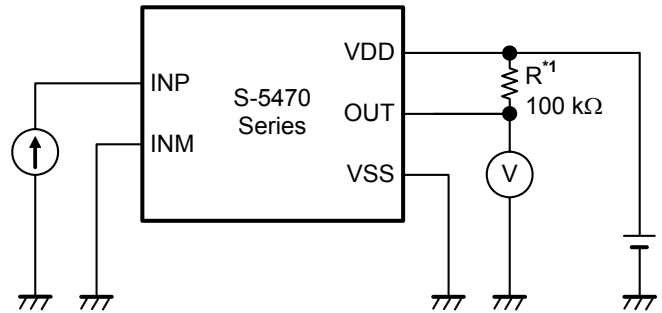 VDD
INP
R*1
S-5470
100 kΩ
Series
OUT
INM
VSS
V